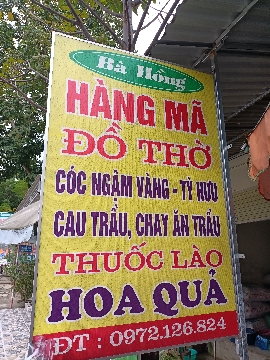 Bà Hồng
HÀNG MÃ
ĐỒ THỜ
CÓC NGẬM VÀNG - TỲ HƯU
CAU TRẦU, CHAY ĂN TRẦU
THUỐC LÀO
HOA QUẢ
ĐT : 0972.126.824